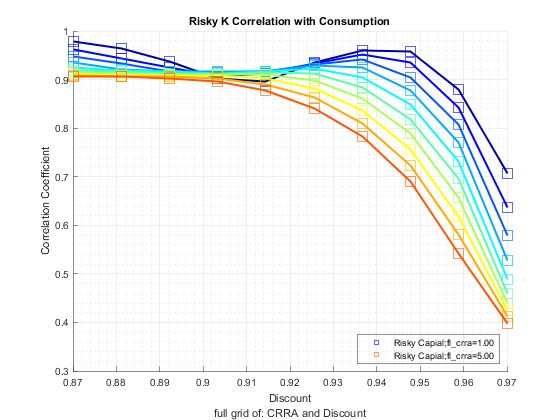 Risky K Correlation with Consumption
1
0.9
0.8
0.7
0.6
0.5
0.4
0.3
Correlation Coefficient
0.87 0.88 0.89 0.9 0.91 0.92 0.93 0.94 0.95 0.96 0.97
Risky Capial;fl_crra=1.00
Risky Capial;fl_crra=5.00
Discount
full grid of: CRRA and Discount